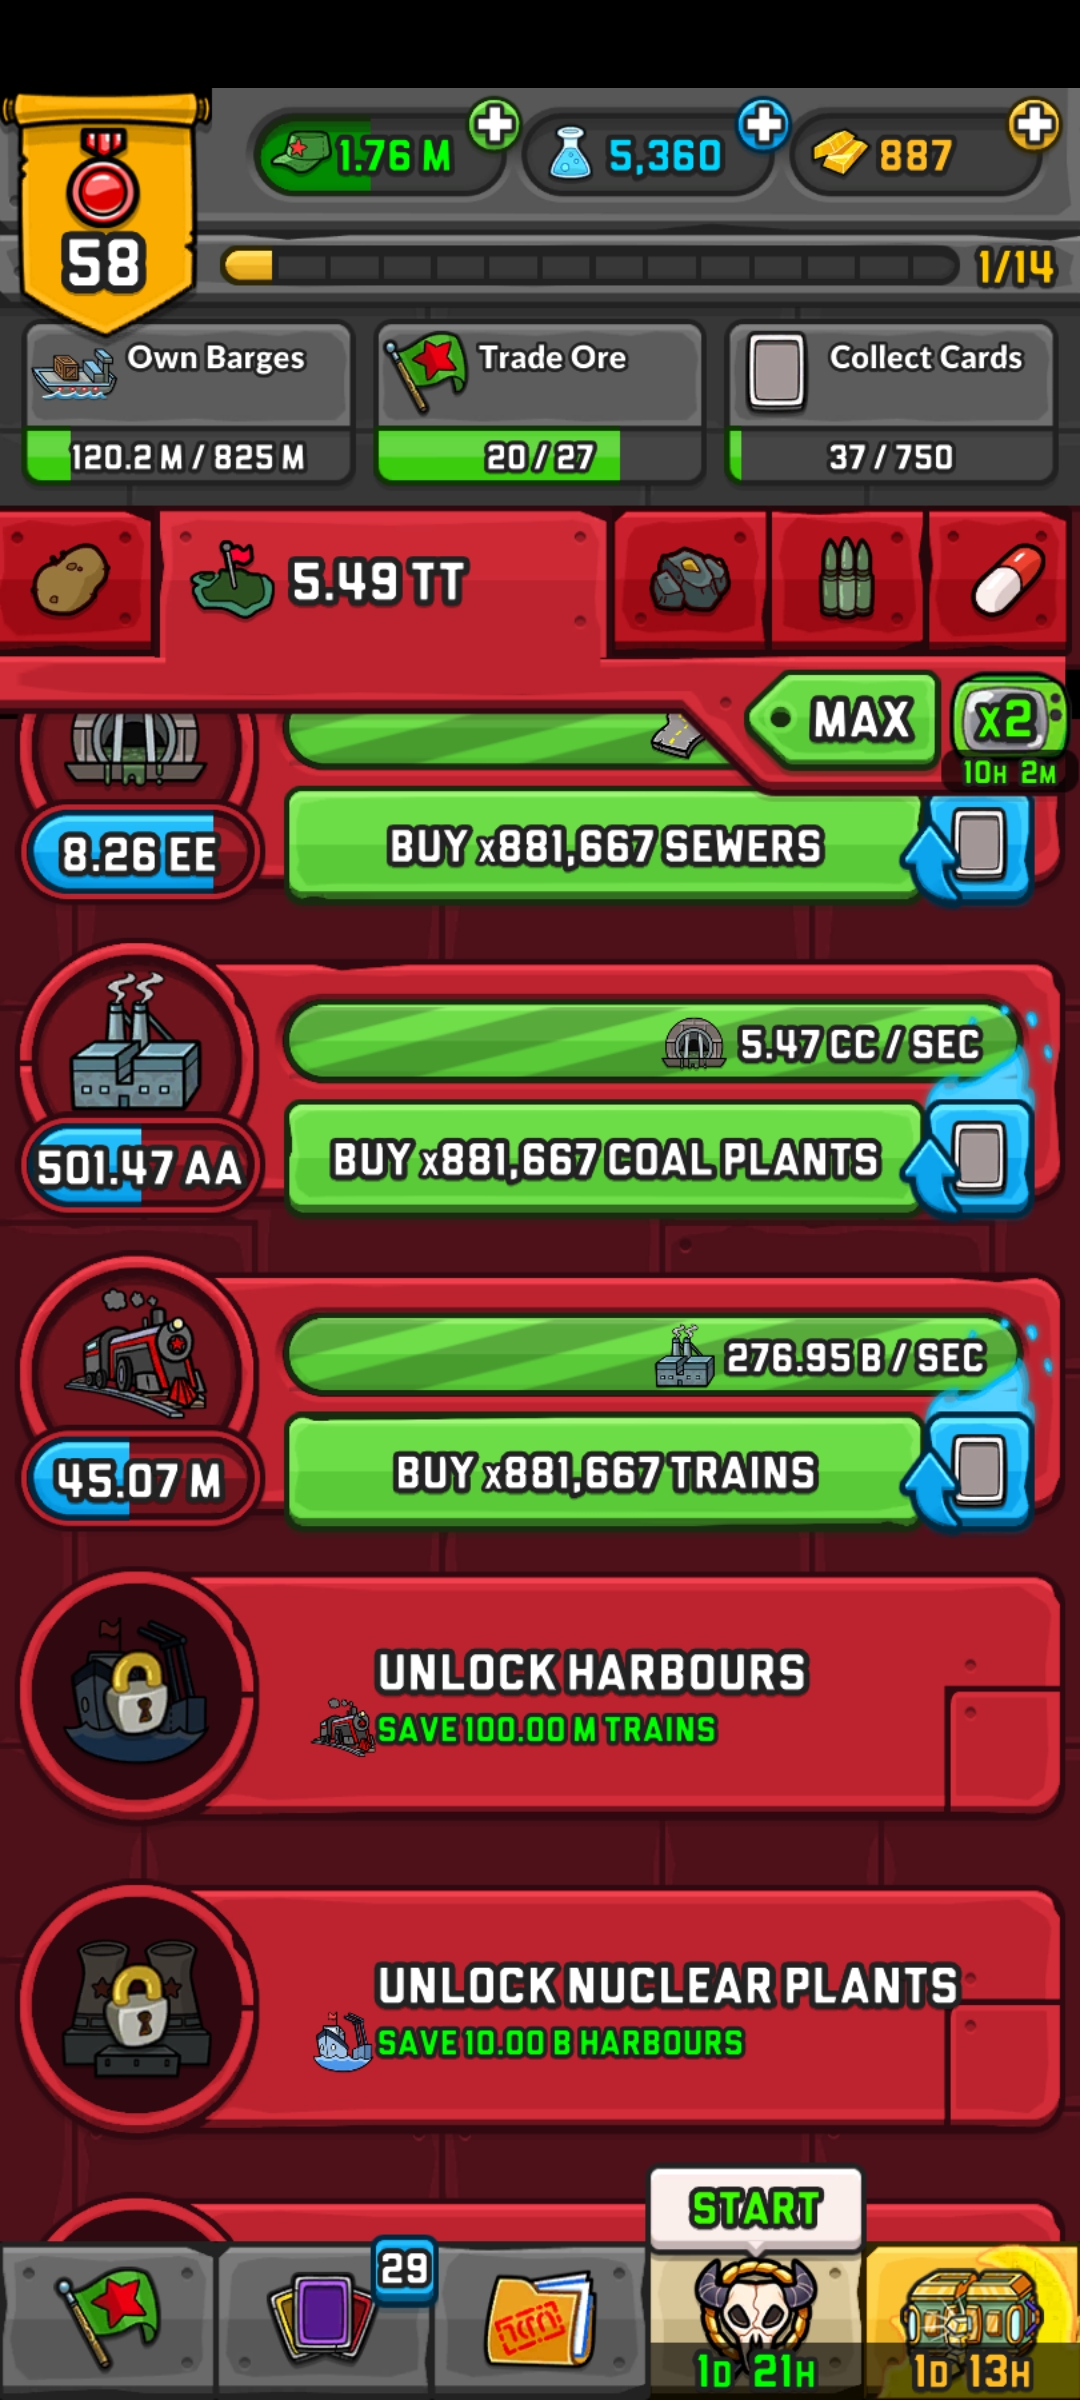 1.76 M
5,360
887
58
1/14
Own Barges
120.2 M / 825 M
Trade Ore
20 / 27
Collect Cards
37 / 750
5.49 TT
MAX
x2
10H 2M
8.26 EE
BUY x881,667 SEWERS
5.47 CC / SEC
501.47 AA
BUY x881,667 COAL PLANTS
276.95 B / SEC
45.07 M
BUY x881,667 TRAINS
UNLOCK HARBOURS
SAVE 100.00 M TRAINS
UNLOCK NUCLEAR PLANTS
SAVE 10.00 B HARBOURS
START
29
1D 21H
1D 13H